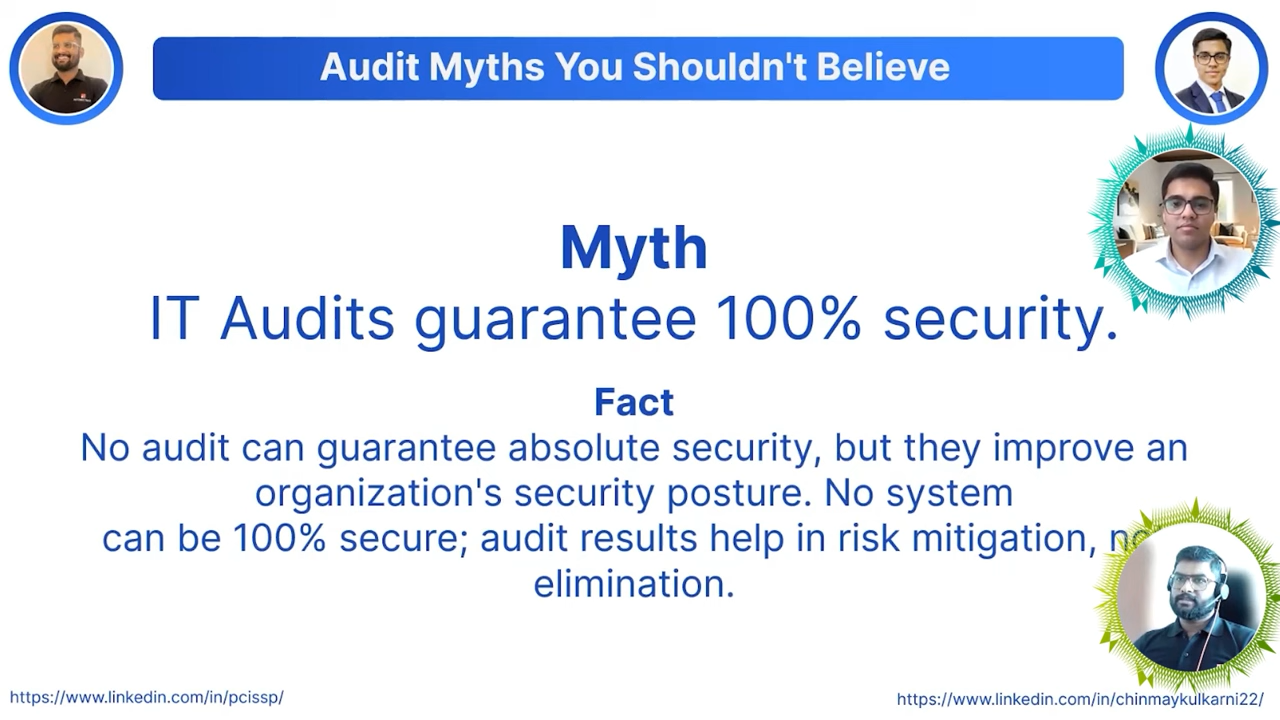 Audit Myths You Shouldn't Believe
Myth
IT Audits guarantee 100% security.
Fact
No audit can guarantee absolute security, but they improve an
organization's security posture. No system
can be 100% secure; audit results help in risk mitigation,
elimination.
https://www.linkedin.com/in/pcissp/
https://www.linkedin.com/in/chinmaykulkarni22/